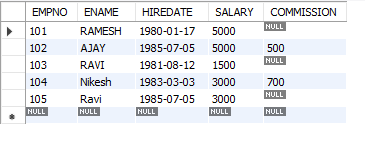 EMPNO ENAME HIREDATE SALARY COMMISSION
101 RAMESH 1980-01-17 5000 NULL
102 AJAY 1985-07-05 5000 500
103 RAVI 1981-08-12 1500 NULL
104 Nikesh 1983-03-03 3000 700
105 Ravi 1985-07-05 3000 NULL
NULL NULL NULL NULL NULL